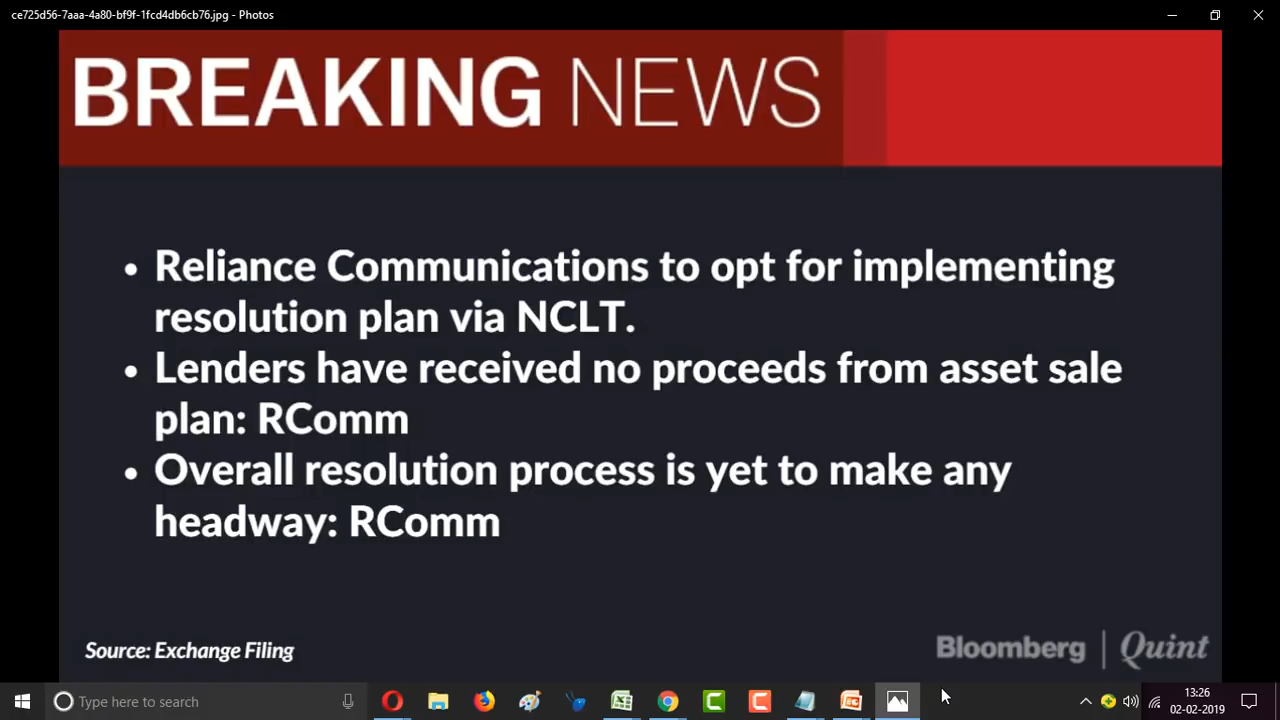 ce725d56-7aaa-4a80-bf9f-1fcd4db6cb76.jpg - Photos
BREAKING NEWS
• Reliance Communications to opt for implementing
resolution plan via NCLT.
• Lenders have received no proceeds from asset sale
plan: RComm
• Overall resolution process is yet to make any
headway: RComm
Source: Exchange Filing
Bloomberg | Quint
Type here to search
13:26
02-02-2019